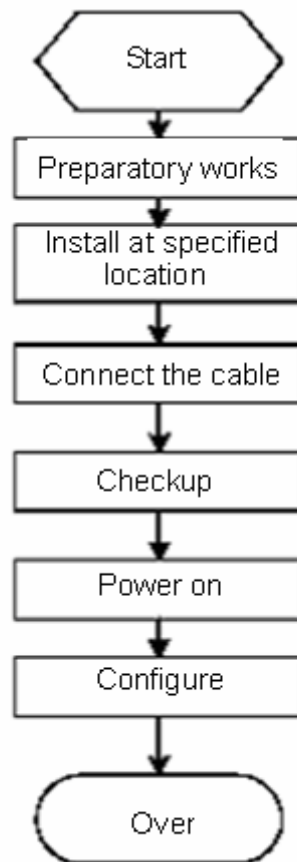 Start
Preparatory works
Install at specified
location
Connect the cable
Checkup
Power on
Configure
Over